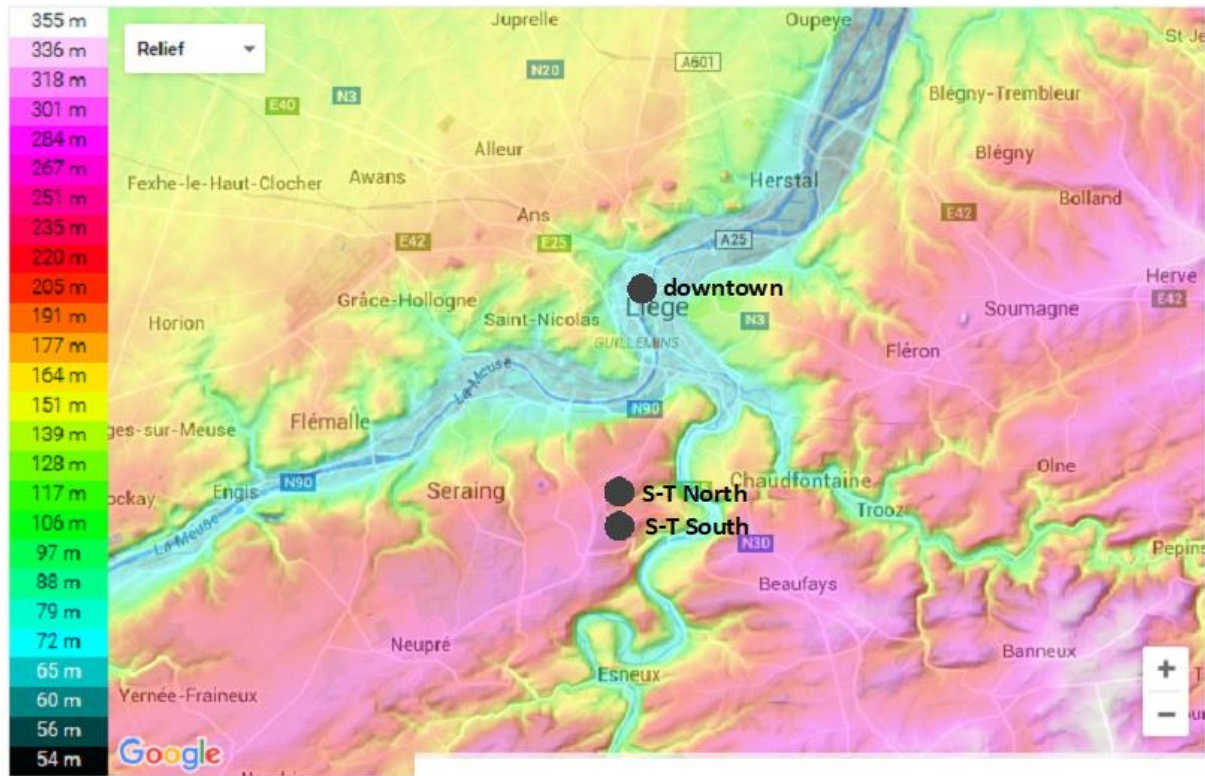 355 m
336 m
318 m
301 m
284 m
267 m
251 m
235 m
220 m
205 m
191 m
177 m
164 m
151 m
139 m
128 m
117 m
106 m
97 m
88 m
79 m
72 m
65 m
60 m
56 m
54 m
Relief
Juprelle
Oupeye
N20
A601
N3
E40
Blégny-Trembleur
Alleur
Blégny
Fexhe-le-Haut-Clocher
Awans
Herstal
Bolland
Ans
E42
E42
E25
A25
Herve
E42
downtown
Liège
Grâce-Hollogne
Soumagne
Horion
Saint-Nicolas
N3
GUILLEMINS
Fléron
La Meuse
N90
Flémalle
ges-sur-Meuse
Olne
Chaudfontaine
N90
Engis
Seraing
S-T North
ockay
Trooz
S-T South
La Meuse
N30
Pepins
Beaufays
Neupré
Banneux
Esneux
+
Yernée-Fraineux
−
Google